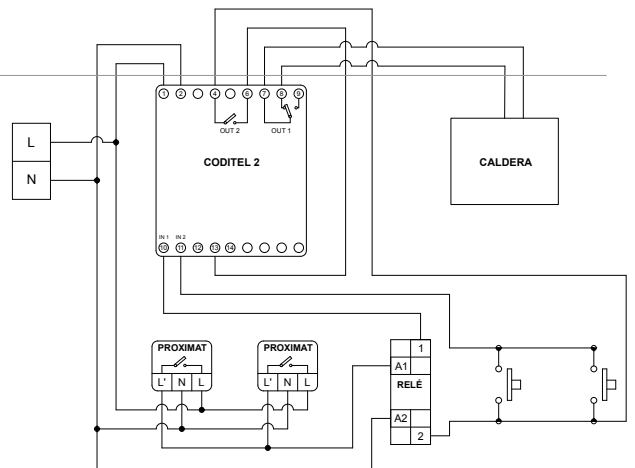 1 2 4 6 7 8 9
OUT 2 OUT 1
L
N
CODITEL 2
CALDERA
IN 1 IN 2
10 11 12 13 14
PROXIMAT
L' N L
PROXIMAT
L' N L
1
A1
RELÉ
A2
2